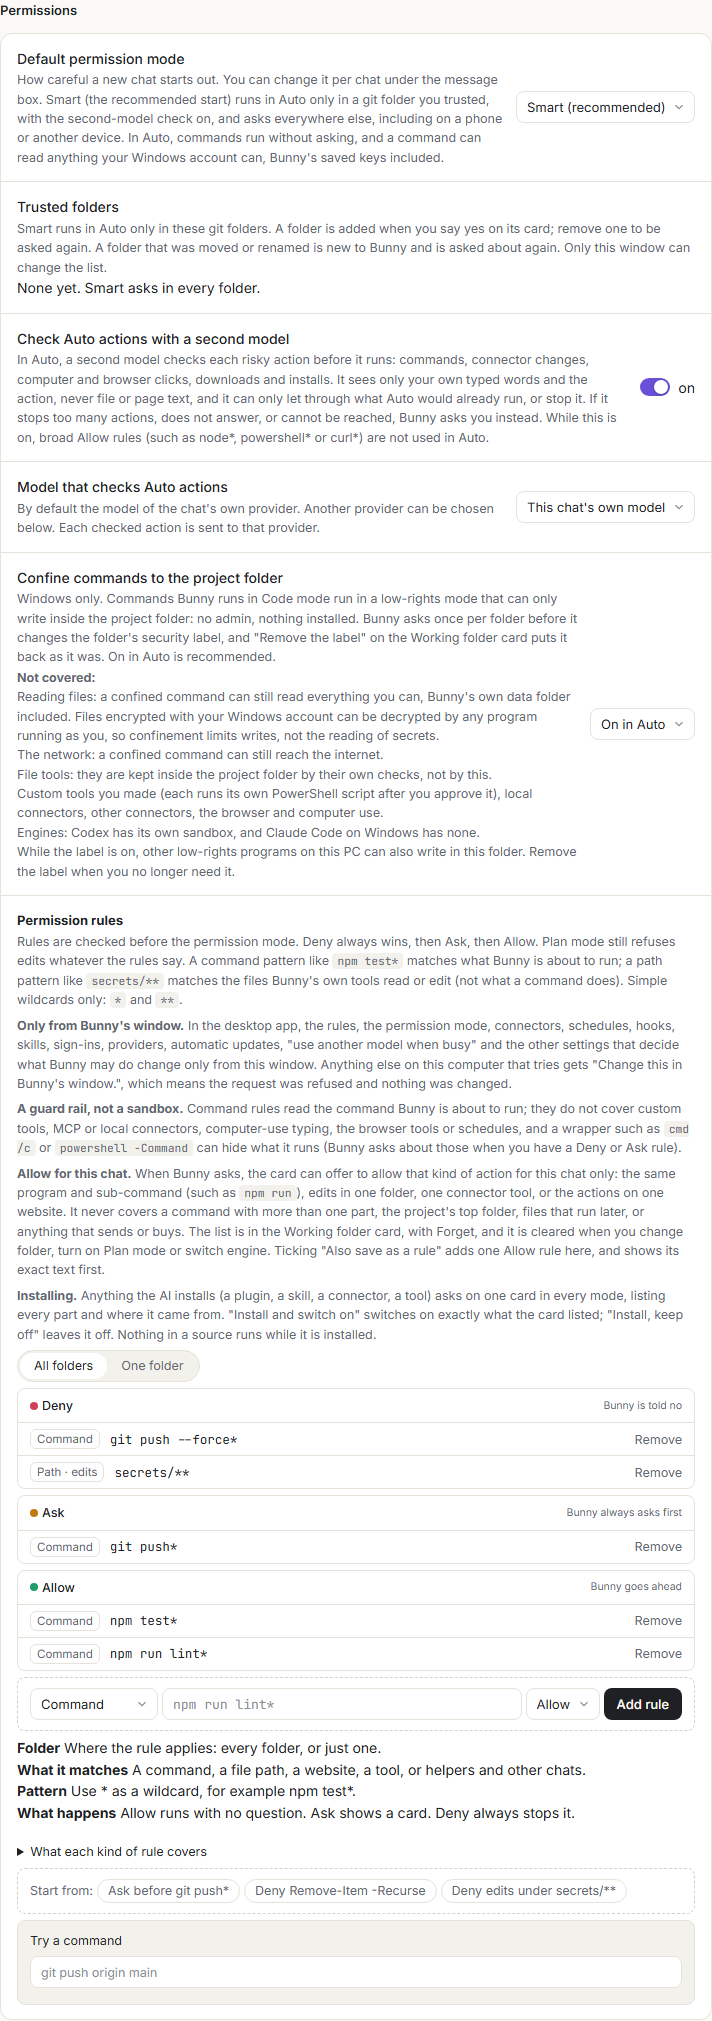 Permissions
Default permission mode
How careful a new chat starts out. You can change it per chat under the message
box. Smart (the recommended start) runs in Auto only in a git folder you trusted,
with the second-model check on, and asks everywhere else, including on a phone
or another device. In Auto, commands run without asking, and a command can
read anything your Windows account can, Bunny's saved keys included.
Smart (recommended)
Trusted folders
Smart runs in Auto only in these git folders. A folder is added when you say yes on its card; remove one to be
asked again. A folder that was moved or renamed is new to Bunny and is asked about again. Only this window can
change the list.
None yet. Smart asks in every folder.
Check Auto actions with a second model
In Auto, a second model checks each risky action before it runs: commands, connector changes,
computer and browser clicks, downloads and installs. It sees only your own typed words and the
action, never file or page text, and it can only let through what Auto would already run, or stop it. If it
stops too many actions, does not answer, or cannot be reached, Bunny asks you instead. While this is
on, broad Allow rules (such as node*, powershell* or curl*) are not used in Auto.
on
Model that checks Auto actions
By default the model of the chat's own provider. Another provider can be chosen
below. Each checked action is sent to that provider.
This chat's own model
Confine commands to the project folder
Windows only. Commands Bunny runs in Code mode run in a low-rights mode that can only
write inside the project folder: no admin, nothing installed. Bunny asks once per folder before it
changes the folder's security label, and "Remove the label" on the Working folder card puts it
back as it was. On in Auto is recommended.
Not covered:
Reading files: a confined command can still read everything you can, Bunny's own data folder
included. Files encrypted with your Windows account can be decrypted by any program
running as you, so confinement limits writes, not the reading of secrets.
The network: a confined command can still reach the internet.
File tools: they are kept inside the project folder by their own checks, not by this.
Custom tools you made (each runs its own PowerShell script after you approve it), local
connectors, other connectors, the browser and computer use.
Engines: Codex has its own sandbox, and Claude Code on Windows has none.
While the label is on, other low-rights programs on this PC can also write in this folder. Remove
the label when you no longer need it.
On in Auto
Permission rules
Rules are checked before the permission mode. Deny always wins, then Ask, then Allow. Plan mode still refuses
edits whatever the rules say. A command pattern like npm test* matches what Bunny is about to run; a path
pattern like secrets/** matches the files Bunny's own tools read or edit (not what a command does). Simple
wildcards only: * and **.
Only from Bunny's window. In the desktop app, the rules, the permission mode, connectors, schedules, hooks,
skills, sign-ins, providers, automatic updates, "use another model when busy" and the other settings that decide
what Bunny may do change only from this window. Anything else on this computer that tries gets "Change this in
Bunny's window.", which means the request was refused and nothing was changed.
A guard rail, not a sandbox. Command rules read the command Bunny is about to run; they do not cover custom
tools, MCP or local connectors, computer-use typing, the browser tools or schedules, and a wrapper such as cmd
/c or powershell -Command can hide what it runs (Bunny asks about those when you have a Deny or Ask rule).
Allow for this chat. When Bunny asks, the card can offer to allow that kind of action for this chat only: the same
program and sub-command (such as npm run), edits in one folder, one connector tool, or the actions on one
website. It never covers a command with more than one part, the project's top folder, files that run later, or
anything that sends or buys. The list is in the Working folder card, with Forget, and it is cleared when you change
folder, turn on Plan mode or switch engine. Ticking "Also save as a rule" adds one Allow rule here, and shows its
exact text first.
Installing. Anything the AI installs (a plugin, a skill, a connector, a tool) asks on one card in every mode, listing
every part and where it came from. "Install and switch on" switches on exactly what the card listed; "Install, keep
off" leaves it off. Nothing in a source runs while it is installed.
All folders One folder
Deny Bunny is told no
Command git push --force* Remove
Path · edits secrets/** Remove
Ask Bunny always asks first
Command git push* Remove
Allow Bunny goes ahead
Command npm test* Remove
Command npm run lint* Remove
Command npm run lint* Allow Add rule
Folder Where the rule applies: every folder, or just one.
What it matches A command, a file path, a website, a tool, or helpers and other chats.
Pattern Use * as a wildcard, for example npm test*.
What happens Allow runs with no question. Ask shows a card. Deny always stops it.
What each kind of rule covers
Start from: Ask before git push* Deny Remove-Item -Recurse Deny edits under secrets/**
Try a command
git push origin main